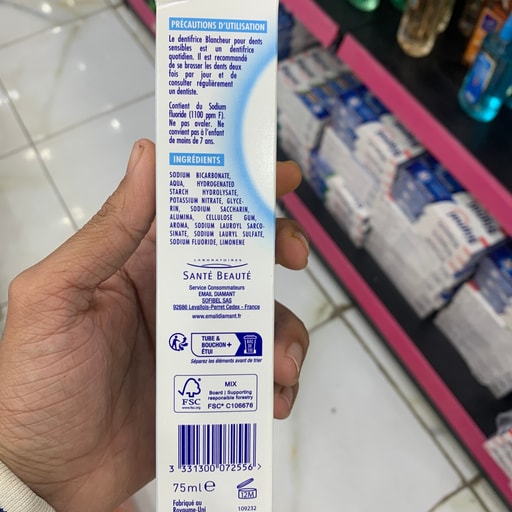 PRÉCAUTIONS D'UTILISATION
Le dentifrice Blancheur pour dents
sensibles est un dentifrice
quotidien. Il est recommandé
de se brosser les dents deux
fois par jour et de
consulter régulièrement
un dentiste.
Contient du Sodium
fluoride (1100 ppm F).
Ne pas avaler. Ne
convient pas à l'enfant
de moins de 7 ans.
INGRÉDIENTS
SODIUM BICARBONATE,
AQUA, HYDROGENATED
STARCH HYDROLYSATE,
POTASSIUM NITRATE, GLYCE-
RIN, SODIUM SACCHARIN,
ALUMINA, CELLULOSE GUM,
AROMA, SODIUM LAUROYL SARCO-
SINATE, SODIUM LAURYL SULFATE,
SODIUM FLUORIDE, LIMONENE
LABORATOIRES
SANTÉ BEAUTÉ
Service Consommateurs
EMAIL DIAMANT
SOFIBEL SAS
92686 Levallois-Perret Cedex - France
www.emaildiamant.fr
TUBE &
BOUCHON +
ÉTUI
BAC
DE TRI
Séparez les éléments avant de trier
FSC
www.fsc.org
MIX
Board | Supporting
responsible forestry
FSC® C106676
3 331300 072556 >
75ml e
12M
Fabriqué au
Royaume-Uni
109232